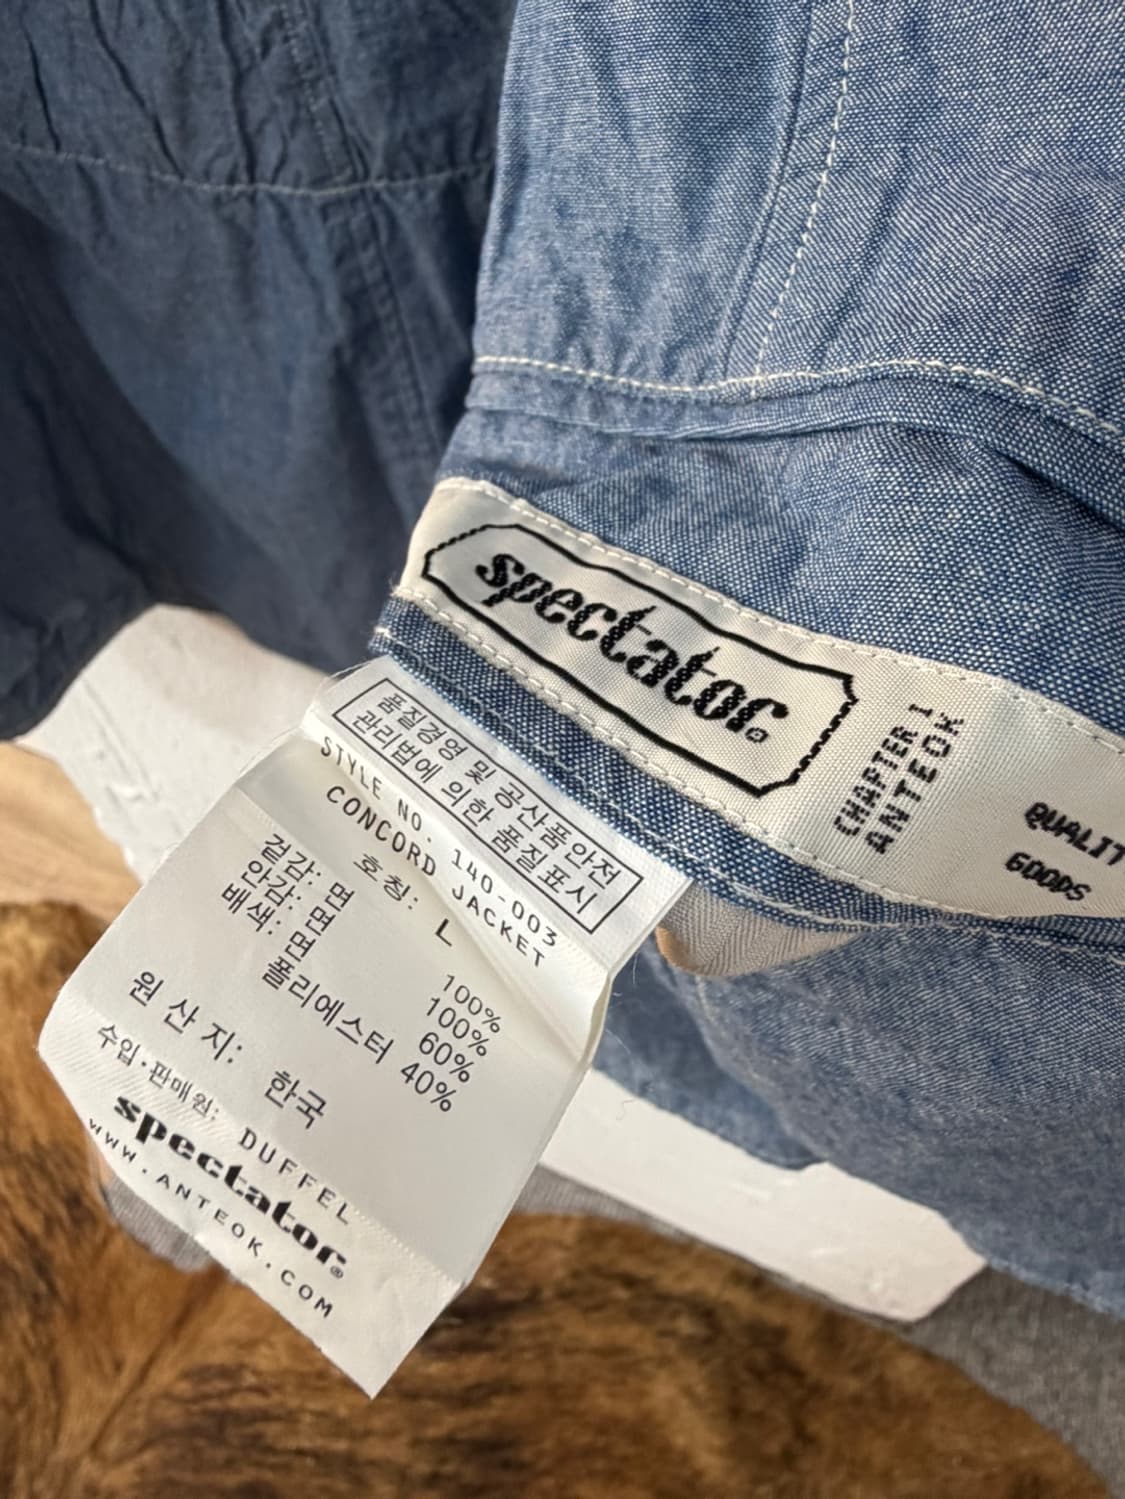 spectator®
CHAPTER 1
ANTEOK
QUALIT
GOODS
품질경영 및 공산품안전
관리법에 의한 품질표시
STYLE NO. 140-003
CONCORD JACKET
호칭: L
겉감: 면 100%
안감: 면 100%
배색: 면 60%
폴리에스터 40%
원산지: 한국
수입·판매원: DUFFEL
spectator®
WWW.ANTEOK.COM